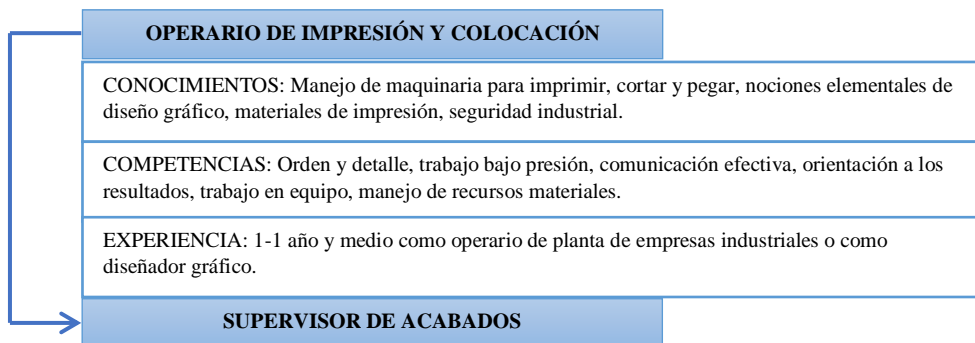 OPERARIO DE IMPRESIÓN Y COLOCACIÓN
CONOCIMIENTOS: Manejo de maquinaria para imprimir, cortar y pegar, nociones elementales de
diseño gráfico, materiales de impresión, seguridad industrial.
COMPETENCIAS: Orden y detalle, trabajo bajo presión, comunicación efectiva, orientación a los
resultados, trabajo en equipo, manejo de recursos materiales.
EXPERIENCIA: 1-1 año y medio como operario de planta de empresas industriales o como
diseñador gráfico.
SUPERVISOR DE ACABADOS